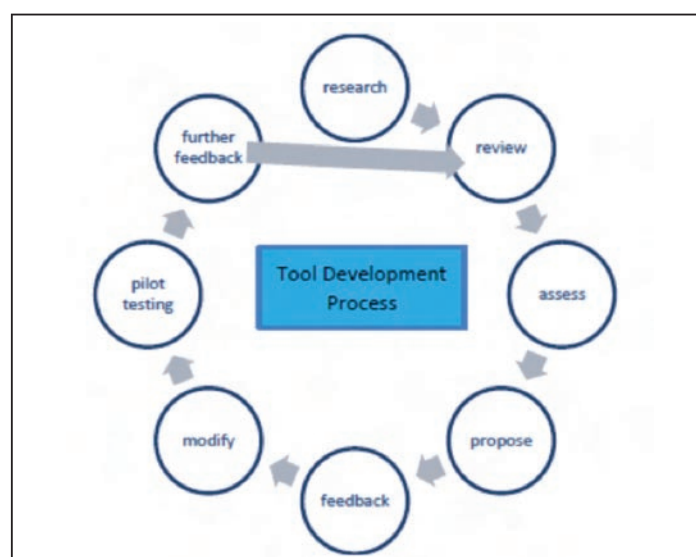 research
review
assess
propose
feedback
modify
pilot
testing
further
feedback
Tool Development
Process